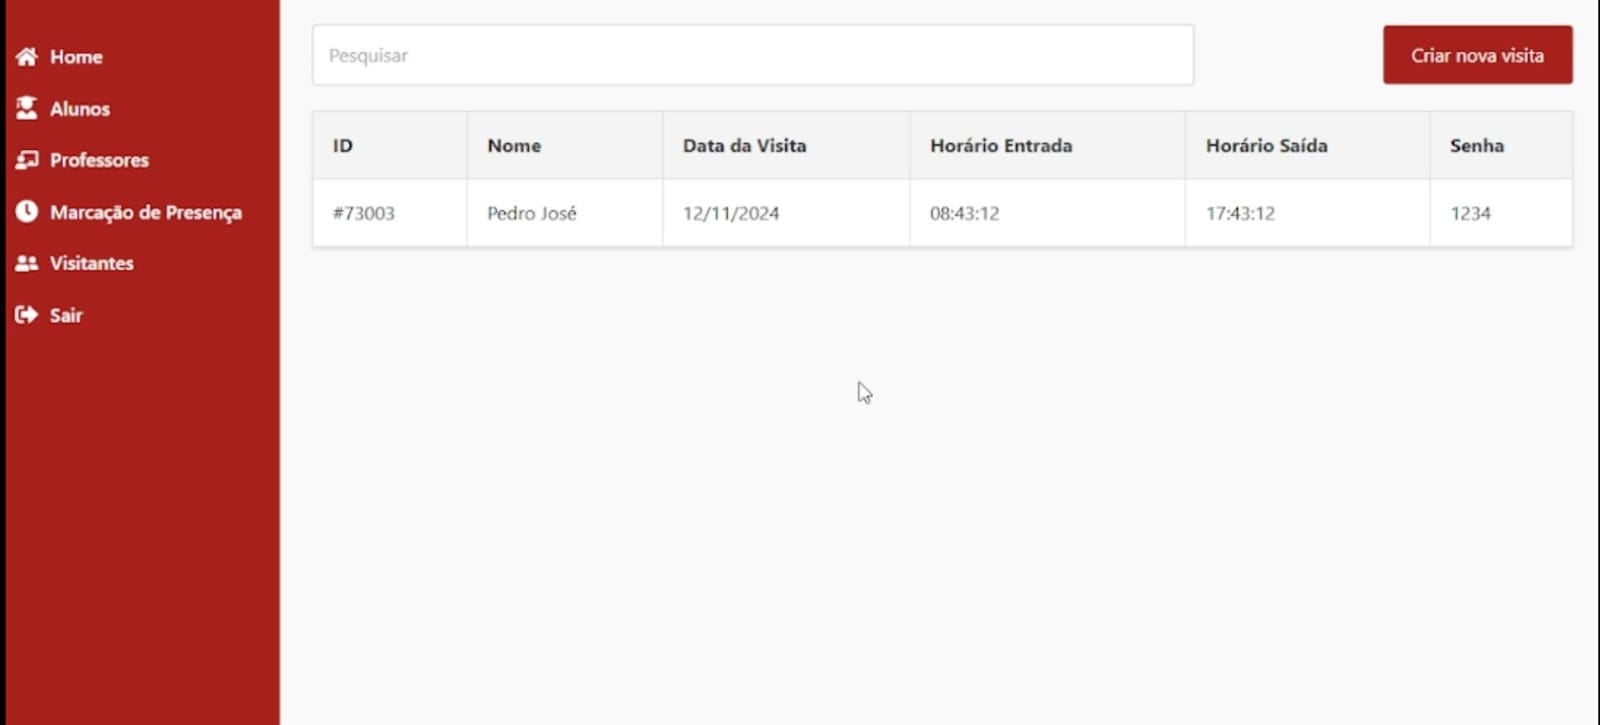 Home
Alunos
Professores
Marcação de Presença
Visitantes
Sair
Pesquisar
Criar nova visita
ID Nome Data da Visita Horário Entrada Horário Saída Senha
#73003 Pedro José 12/11/2024 08:43:12 17:43:12 1234